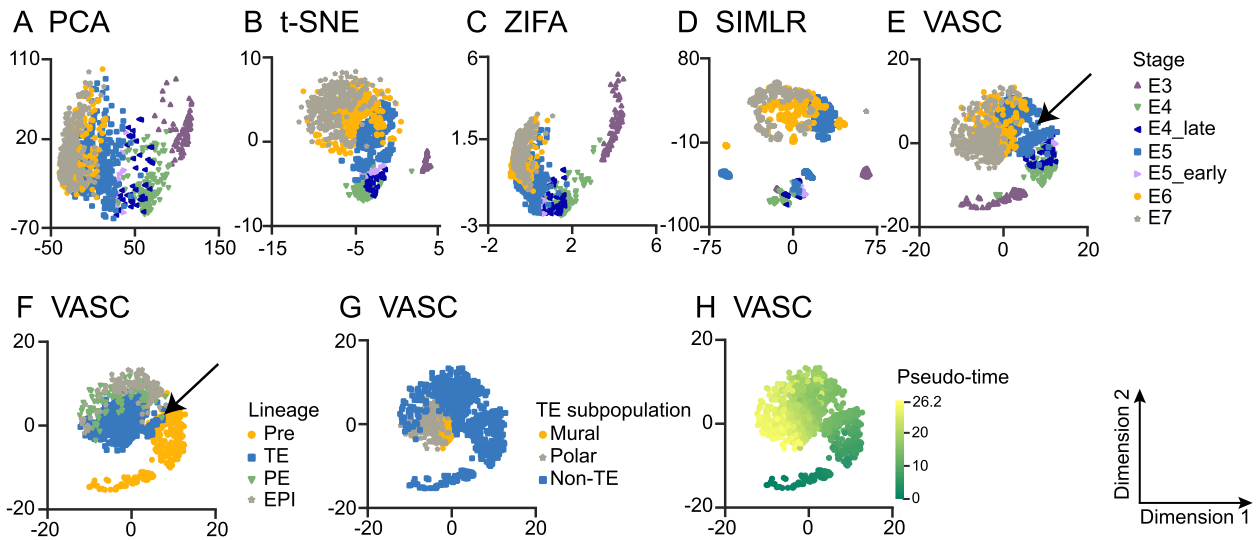 A PCA
110
20
-70
-50 50 150
B t-SNE
10
0
-10
-15 -5 5
C ZIFA
6
1.5
-3
-2 2 6
D SIMLR
80
-10
-100
-75 0 75
E VASC
20
0
-20
-20 0 20
Stage
E3
E4
E4_late
E5
E5_early
E6
E7
F VASC
20
0
-20
-20 0 20
Lineage
Pre
TE
PE
EPI
G VASC
20
0
-20
-20 0 20
TE subpopulation
Mural
Polar
Non-TE
H VASC
20
0
-20
-20 0 20
Pseudo-time
26.2
20
10
0
Dimension 2
Dimension 1